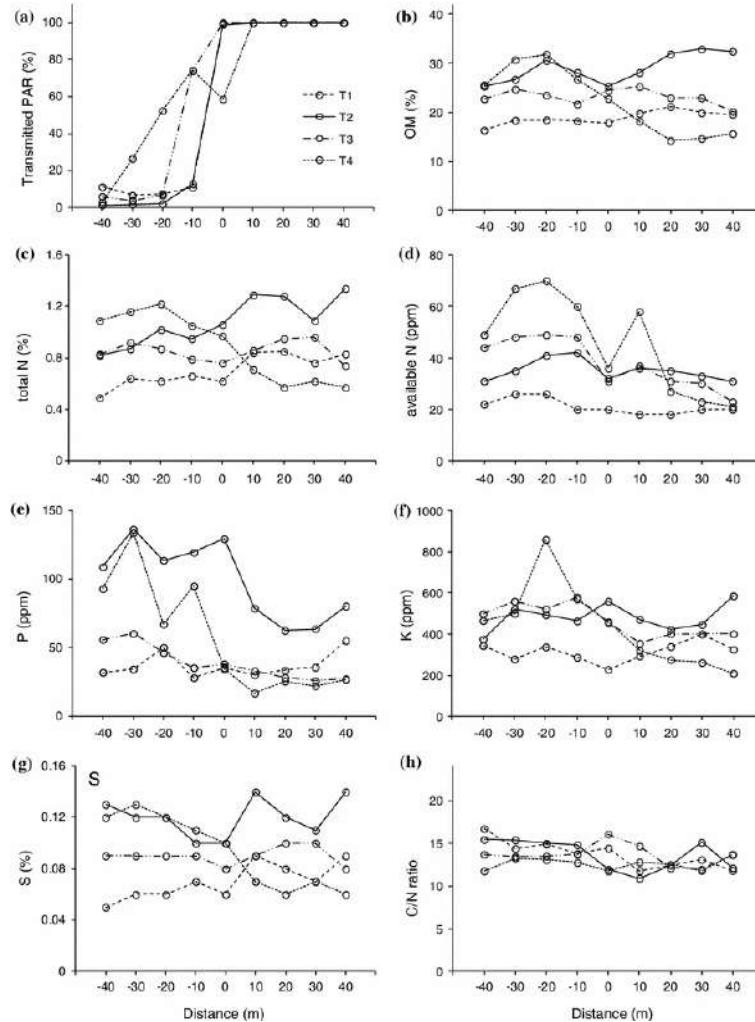 (a)
100
80
60
40
20
0
Transmitted PAR (%)
T1
T2
T3
T4
-40 -30 -20 -10 0 10 20 30 40
(b)
40
30
20
10
0
OM (%)
-40 -30 -20 -10 0 10 20 30 40
(c)
1.6
1.2
0.8
0.4
0
total N (%)
-40 -30 -20 -10 0 10 20 30 40
(d)
80
60
40
20
0
available N (ppm)
-40 -30 -20 -10 0 10 20 30 40
(e)
150
100
50
0
P (ppm)
-40 -30 -20 -10 0 10 20 30 40
(f)
1000
800
600
400
200
0
K (ppm)
-40 -30 -20 -10 0 10 20 30 40
(g)
S
0.16
0.12
0.08
0.04
0
S (%)
-40 -30 -20 -10 0 10 20 30 40
Distance (m)
(h)
20
15
10
5
0
C/N ratio
-40 -30 -20 -10 0 10 20 30 40
Distance (m)